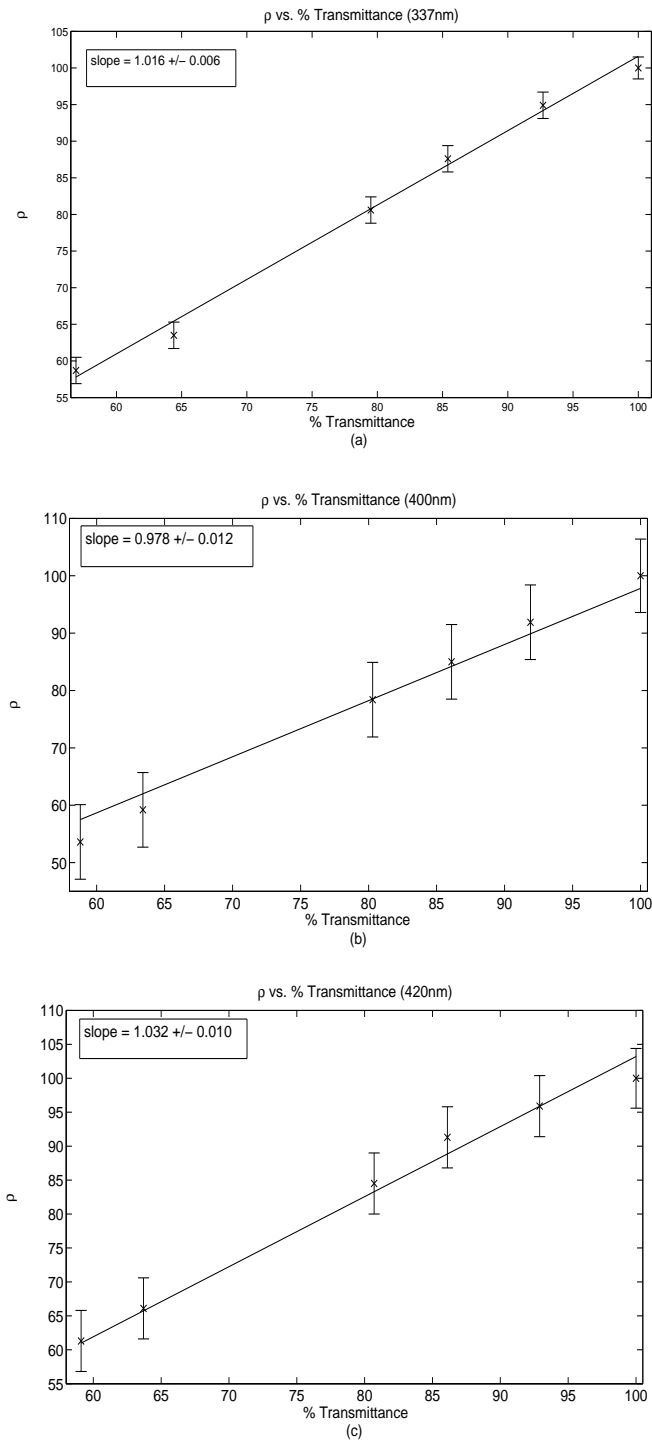 ρ vs. % Transmittance (337nm)
slope = 1.016 +/− 0.006
105
100
95
90
85
80
75
70
65
60
55
ρ
60 65 70 75 80 85 90 95 100
% Transmittance
(a)
ρ vs. % Transmittance (400nm)
slope = 0.978 +/− 0.012
110
100
90
80
70
60
50
ρ
60 65 70 75 80 85 90 95 100
% Transmittance
(b)
ρ vs. % Transmittance (420nm)
slope = 1.032 +/− 0.010
110
105
100
95
90
85
80
75
70
65
60
55
ρ
60 65 70 75 80 85 90 95 100
% Transmittance
(c)